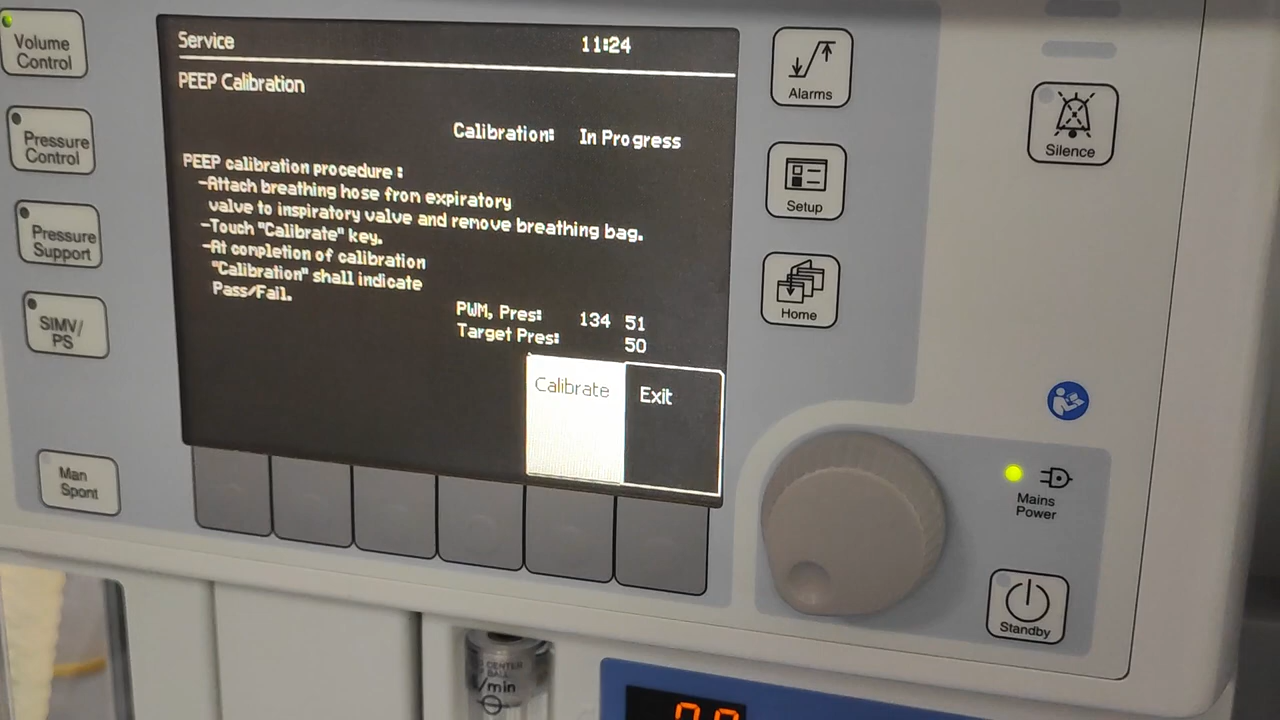 Service 11:24
PEEP Calibration
Calibration: In Progress
PEEP calibration procedure :
-Attach breathing hose from expiratory
valve to inspiratory valve and remove breathing bag.
-Touch "Calibrate" key.
-At completion of calibration
"Calibration" shall indicate
Pass/Fail.
PWM, Pres: 134 51
Target Pres: 50
Calibrate Exit
Volume
Control
Pressure
Control
Pressure
Support
SIMV/
PS
Man
Spont
Alarms
Setup
Home
Silence
Mains
Power
Standby
CENTER
BALL
/min